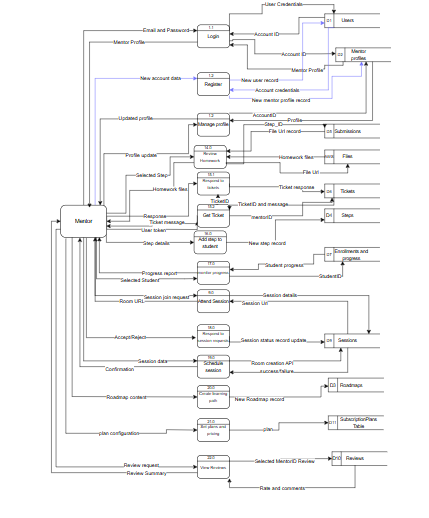 User Credentials
Email and Password
1.1
Login
D1
Users
Account ID
Mentor Profile
Account ID
D2
Mentor
profiles
Mentor Profile
New account data
1.2
Register
New user record
Account credentials
New mentor profile record
Updated profile
Manage profile
AccountID
Profile
Step_ID
File Url record
Submissions
Profile update
Review
Homework
Homework files
Files
Selected Step
File Url
Homework files
Respond to
tickets
Ticket response
Tickets
TicketID
TicketID and message
Mentor
Response
Ticket message
Get Ticket
mentorID
D4
Steps
User token
Step details
Add step to
student
New step record
Student progress
D7
Enrollments and
progress
Progress report
StudentID
Selected Student
Session join request
Attend Session
Session details
Room URL
Session Url
Accept/Reject
Respond to
session requests
Session status record update
Sessions
Session data
Schedule
session
Room creation API
success/failure
Confirmation
Roadmap content
20.0
Create learning
path
New Roadmap record
D3
Roadmaps
plan configuration
21.0
Set plans and
pricing
plan
D11
SubscriptionPlans
Table
Review request
View Reviews
Selected MentorID Review
D10
Reviews
Review Summary
Rate and comments